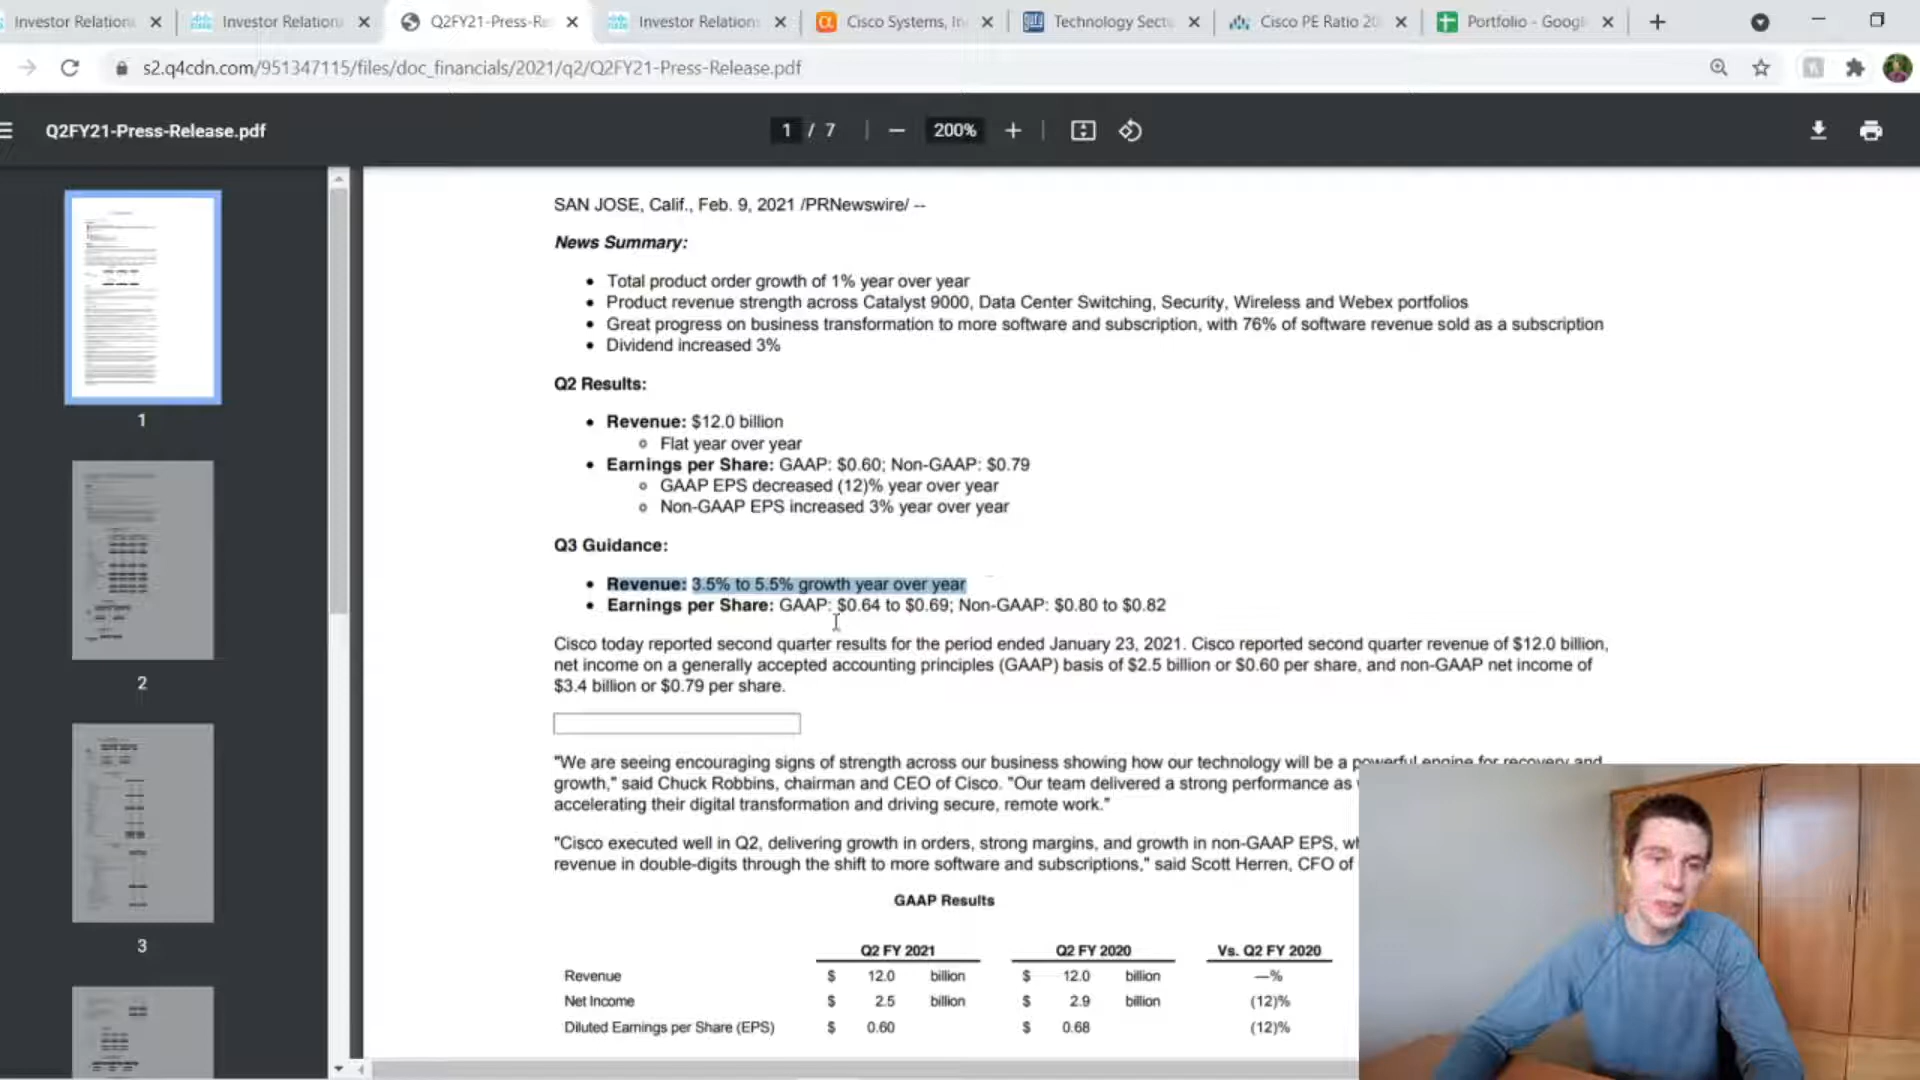 Investor Relation
Investor Relation
Q2FY21-Press-Re
Investor Relation
Cisco Systems, In
Technology Secto
Cisco PE Ratio 20
Portfolio - Googl
s2.q4cdn.com/951347115/files/doc_financials/2021/q2/Q2FY21-Press-Release.pdf
Q2FY21-Press-Release.pdf
1 / 7
200%
1
2
3
SAN JOSE, Calif., Feb. 9, 2021 /PRNewswire/ --
News Summary:
• Total product order growth of 1% year over year
• Product revenue strength across Catalyst 9000, Data Center Switching, Security, Wireless and Webex portfolios
• Great progress on business transformation to more software and subscription, with 76% of software revenue sold as a subscription
• Dividend increased 3%
Q2 Results:
• Revenue: $12.0 billion
Flat year over year
• Earnings per Share: GAAP: $0.60; Non-GAAP: $0.79
GAAP EPS decreased (12)% year over year
Non-GAAP EPS increased 3% year over year
Q3 Guidance:
• Revenue: 3.5% to 5.5% growth year over year
• Earnings per Share: GAAP: $0.64 to $0.69; Non-GAAP: $0.80 to $0.82
Cisco today reported second quarter results for the period ended January 23, 2021. Cisco reported second quarter revenue of $12.0 billion,
net income on a generally accepted accounting principles (GAAP) basis of $2.5 billion or $0.60 per share, and non-GAAP net income of
$3.4 billion or $0.79 per share.
"We are seeing encouraging signs of strength across our business showing how our technology will be a powerful engine for recovery and
growth," said Chuck Robbins, chairman and CEO of Cisco. "Our team delivered a strong performance as
accelerating their digital transformation and driving secure, remote work."
"Cisco executed well in Q2, delivering growth in orders, strong margins, and growth in non-GAAP EPS,
revenue in double-digits through the shift to more software and subscriptions," said Scott Herren, CFO of
GAAP Results
Q2 FY 2021 Q2 FY 2020 Vs. Q2 FY 2020
Revenue $ 12.0 billion $ 12.0 billion —%
Net Income $ 2.5 billion $ 2.9 billion (12)%
Diluted Earnings per Share (EPS) $ 0.60 $ 0.68 (12)%